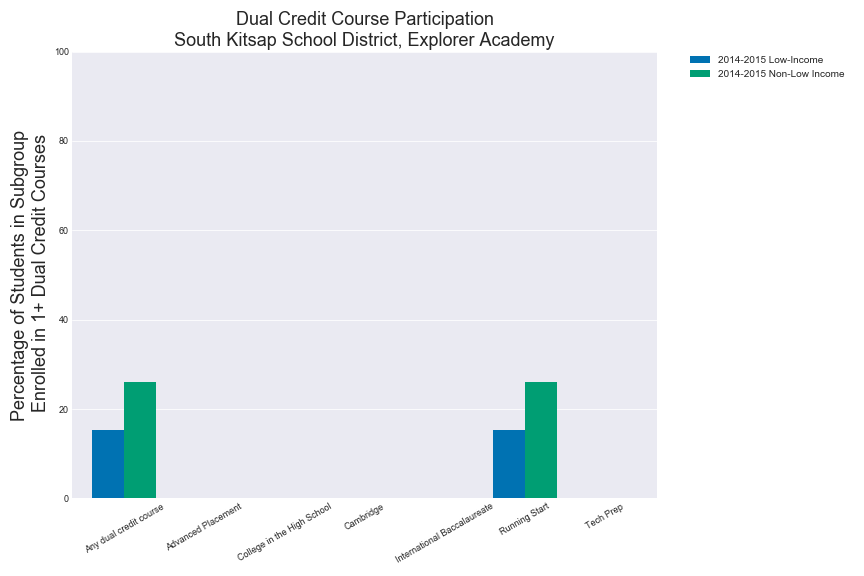 Dual Credit Course Participation
South Kitsap School District, Explorer Academy
2014-2015 Low-Income
2014-2015 Non-Low Income
Percentage of Students in Subgroup
Enrolled in 1+ Dual Credit Courses
100
80
60
40
20
0
Any dual credit course
Advanced Placement
College in the High School
Cambridge
International Baccalaureate
Running Start
Tech Prep